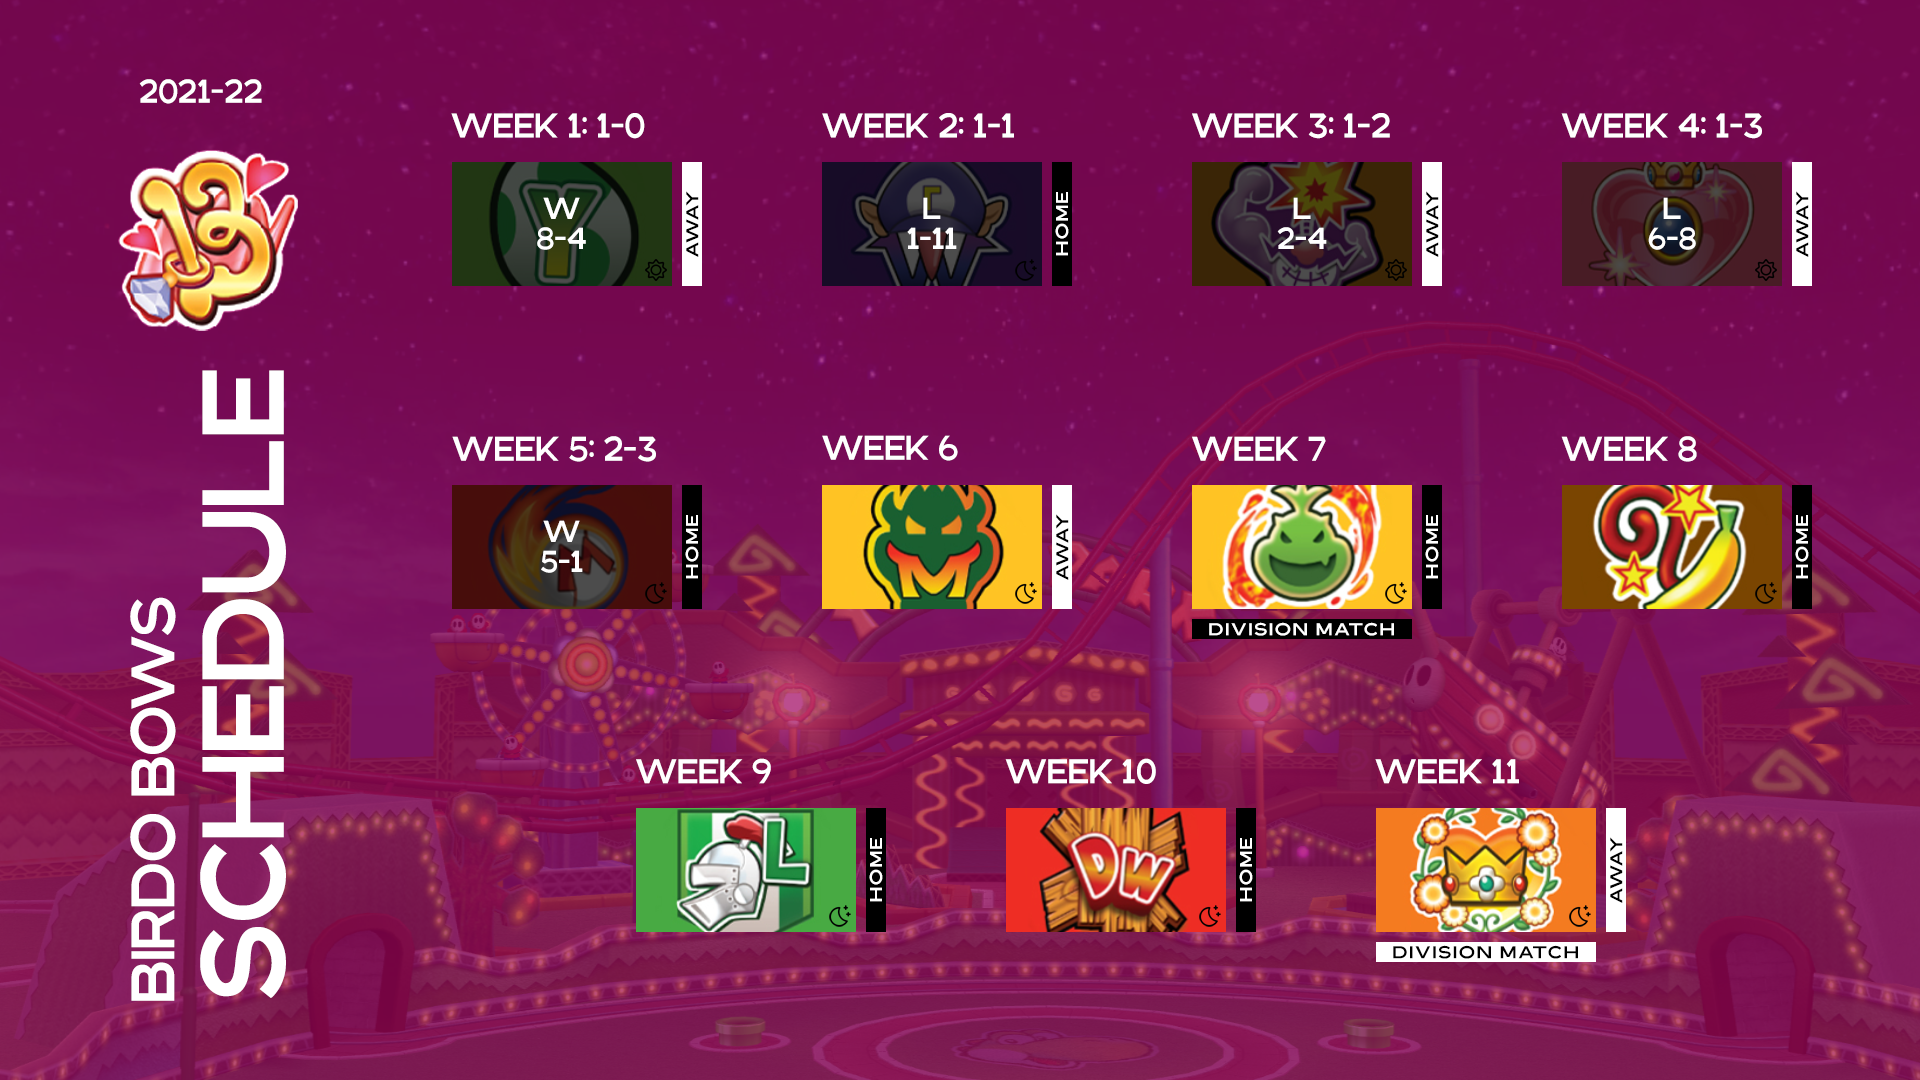 2021-22
BIRDO BOWS
SCHEDULE
WEEK 1: 1-0
W
8-4
AWAY
WEEK 2: 1-1
L
1-11
HOME
WEEK 3: 1-2
L
2-4
AWAY
WEEK 4: 1-3
L
6-8
AWAY
WEEK 5: 2-3
W
5-1
HOME
WEEK 6
M
AWAY
WEEK 7
HOME
DIVISION MATCH
WEEK 8
HOME
WEEK 9
L
HOME
WEEK 10
DW
HOME
WEEK 11
AWAY
DIVISION MATCH